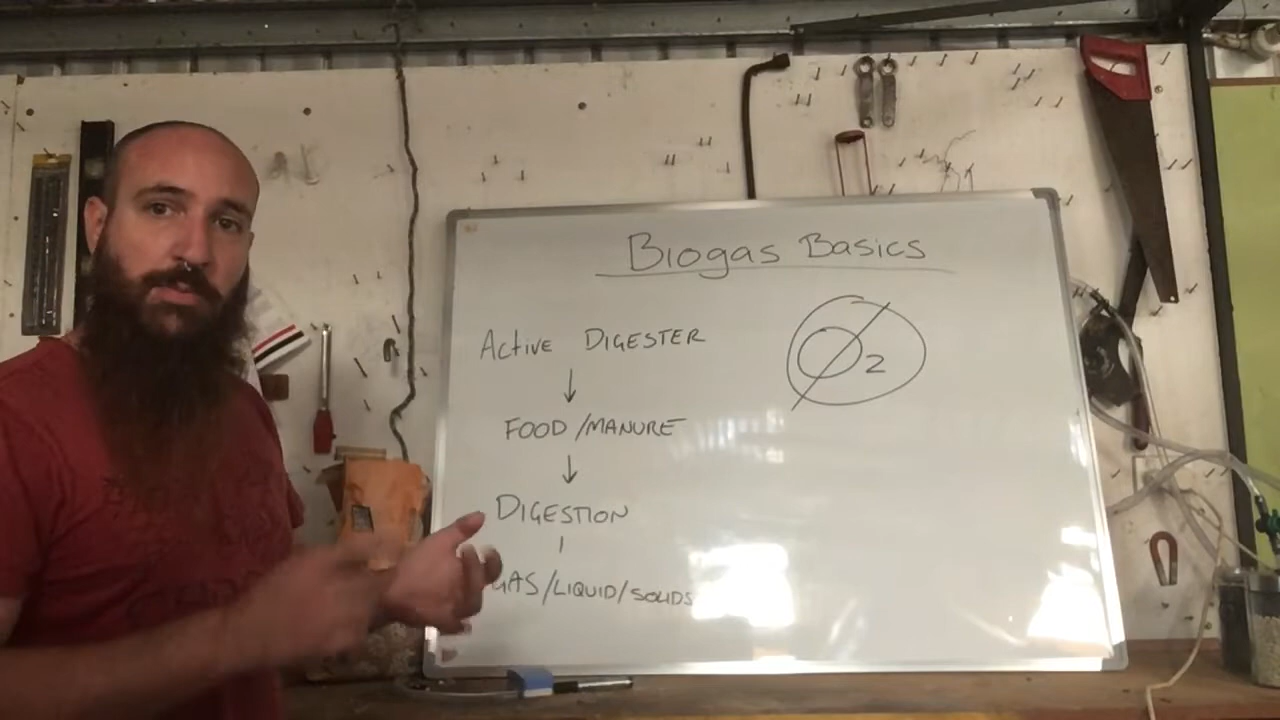 Biogas Basics
Active DIGESTER
O2
FOOD/MANURE
DIGESTION
GAS/LIQUID/SOLIDS